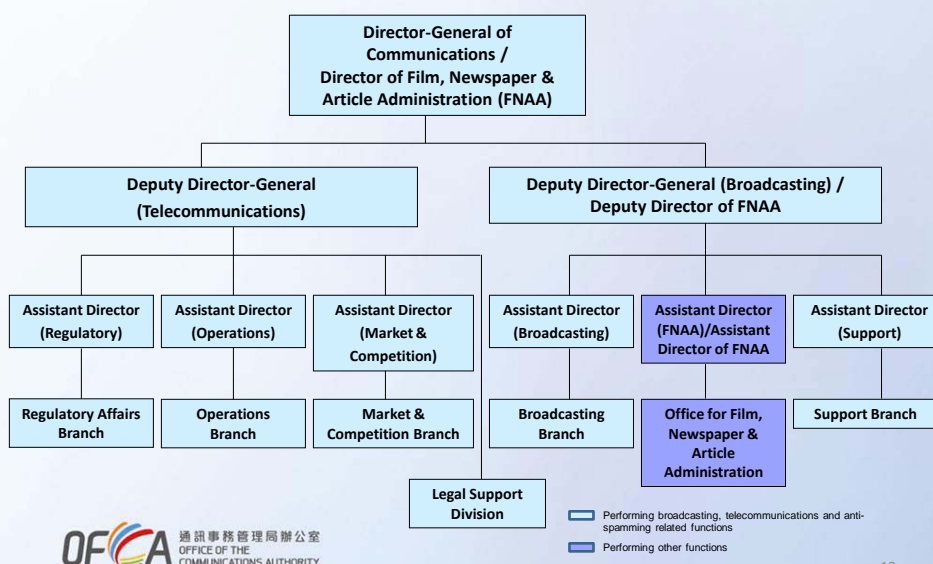 Director-General of
Communications /
Director of Film, Newspaper &
Article Administration (FNAA)
Deputy Director-General
(Telecommunications)
Deputy Director-General (Broadcasting) /
Deputy Director of FNAA
Assistant Director
(Regulatory)
Assistant Director
(Operations)
Assistant Director
(Market &
Competition)
Assistant Director
(Broadcasting)
Assistant Director
(FNAA)/Assistant
Director of FNAA
Assistant Director
(Support)
Regulatory Affairs
Branch
Operations
Branch
Market &
Competition Branch
Broadcasting
Branch
Office for Film,
Newspaper &
Article
Administration
Support Branch
Legal Support
Division
Performing broadcasting, telecommunications and anti-
spamming related functions
Performing other functions
OFCA
通訊事務管理局辦公室
OFFICE OF THE
COMMUNICATIONS AUTHORITY